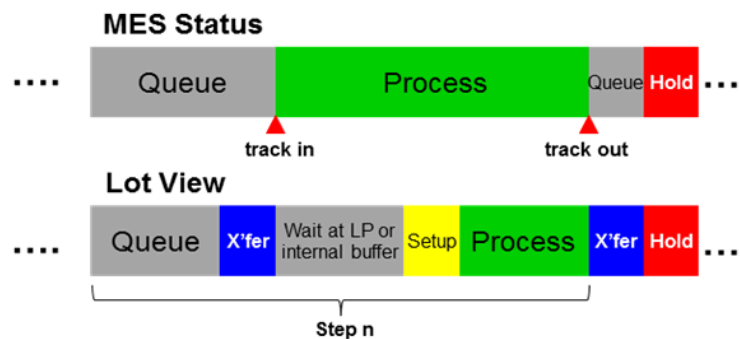 MES Status
.... Queue Process Queue Hold ...
track in track out
Lot View
.... Queue X'fer Wait at LP or
internal buffer Setup Process X'fer Hold ...
Step n